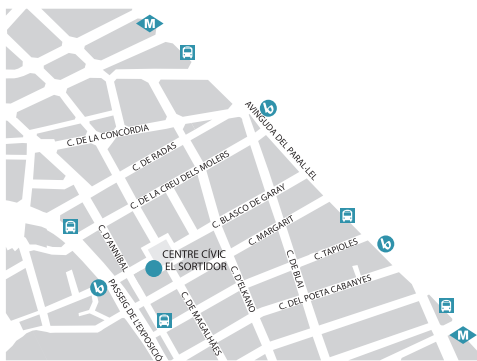 M
AVINGUDA DEL PARAL·LEL
b
C. DE LA CONCÒRDIA
C. DE RADAS
C. DE LA CREU DELS MOLERS
C. BLASCO DE GARAY
C. MARGARIT
C. TAPIOLES
b
C. D'ANNÍBAL
CENTRE CÍVIC
EL SORTIDOR
C. D'ELKANO
C. DE BLAI
C. DEL POETA CABANYES
b
PASSEIG DE L'EXPOSICIÓ
C. DE MAGALHAES
M